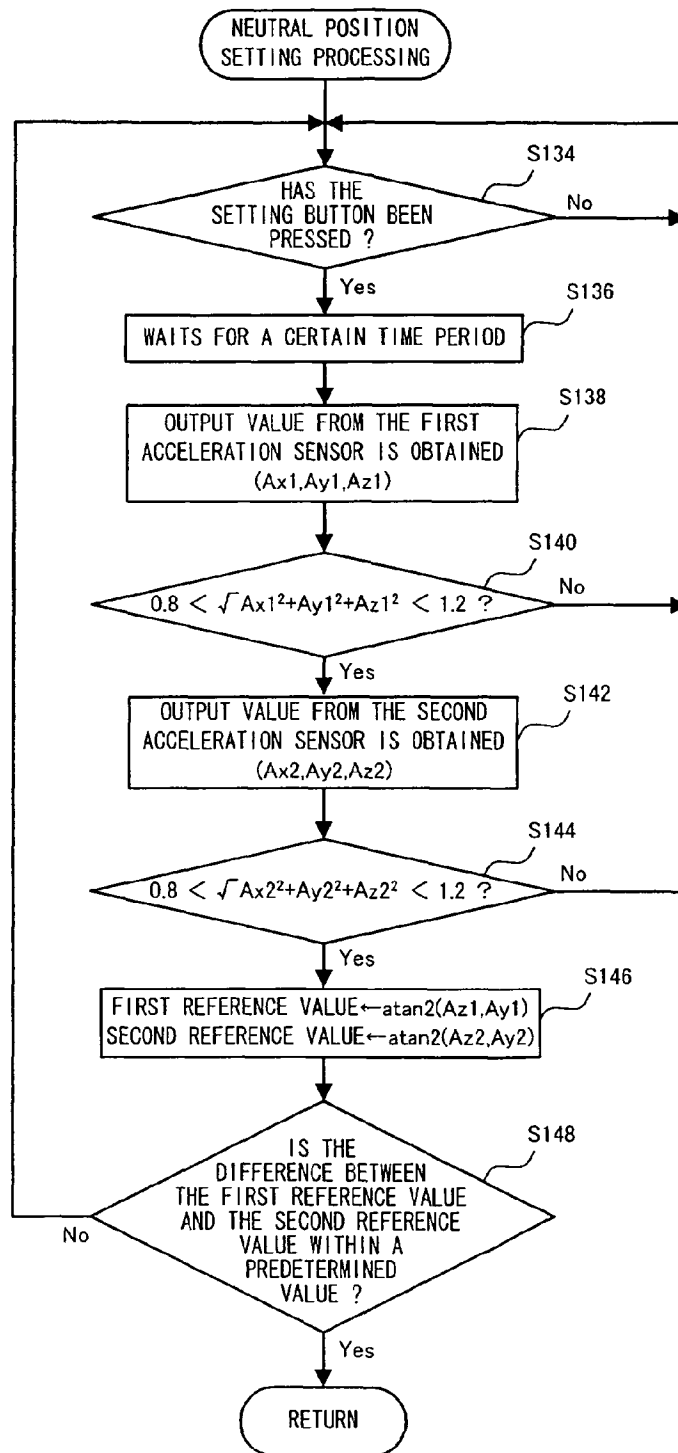 NEUTRAL POSITION
SETTING PROCESSING
S134
HAS THE
SETTING BUTTON BEEN
PRESSED ?
No
Yes
S136
WAITS FOR A CERTAIN TIME PERIOD
S138
OUTPUT VALUE FROM THE FIRST
ACCELERATION SENSOR IS OBTAINED
(Ax1,Ay1,Az1)
S140
0.8 < √Ax1²+Ay1²+Az1² < 1.2 ?
No
Yes
S142
OUTPUT VALUE FROM THE SECOND
ACCELERATION SENSOR IS OBTAINED
(Ax2,Ay2,Az2)
S144
0.8 < √Ax2²+Ay2²+Az2² < 1.2 ?
No
Yes
S146
FIRST REFERENCE VALUE←atan2(Az1,Ay1)
SECOND REFERENCE VALUE←atan2(Az2,Ay2)
S148
IS THE
DIFFERENCE BETWEEN
THE FIRST REFERENCE VALUE
AND THE SECOND REFERENCE
VALUE WITHIN A
PREDETERMINED
VALUE ?
No
Yes
RETURN